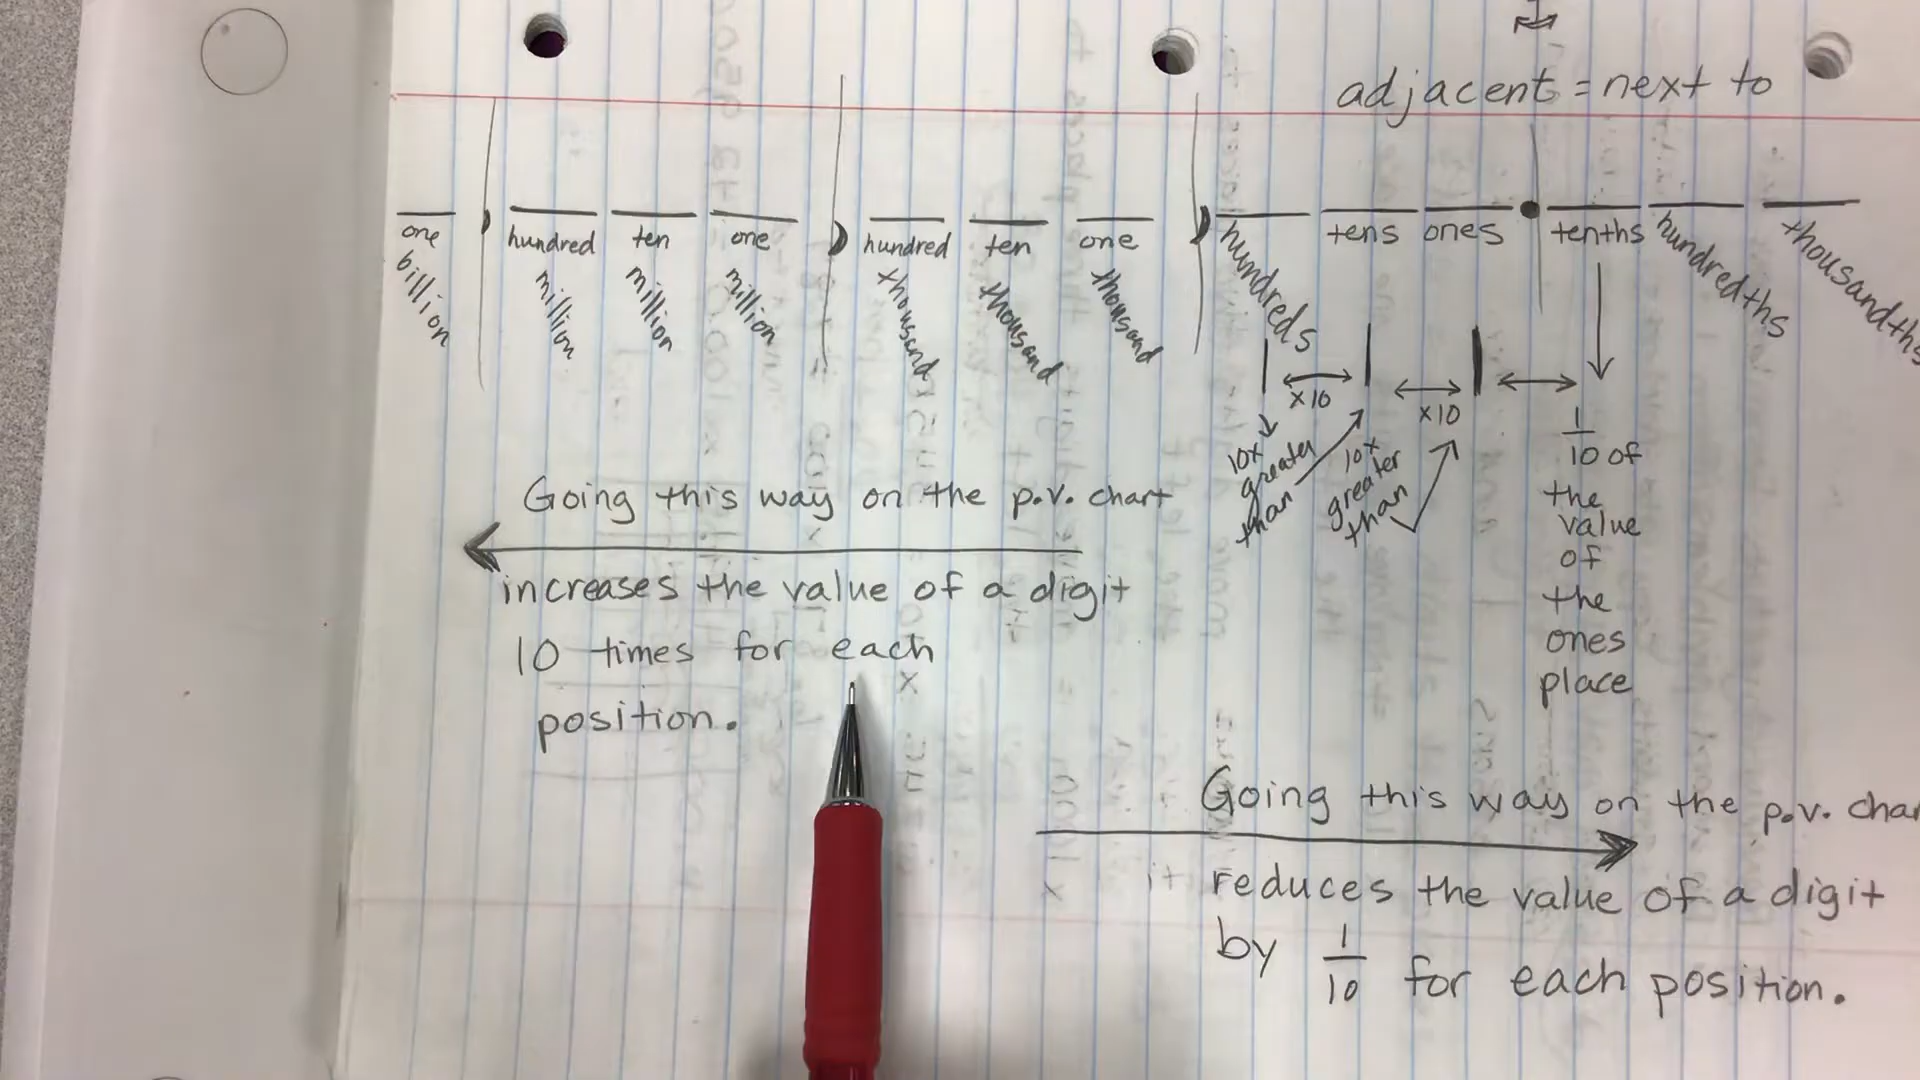 adjacent = next to
one billion , hundred million ten million one million , hundred thousand ten thousand one thousand , hundreds tens ones . tenths hundredths thousandths
x10 x10
10x greater than
10x greater than
1/10 of
the
value
of
the
ones
place
Going this way on the p.v. chart
increases the value of a digit
10 times for each
position.
Going this way on the p.v. char
it reduces the value of a digit
by 1/10 for each position.